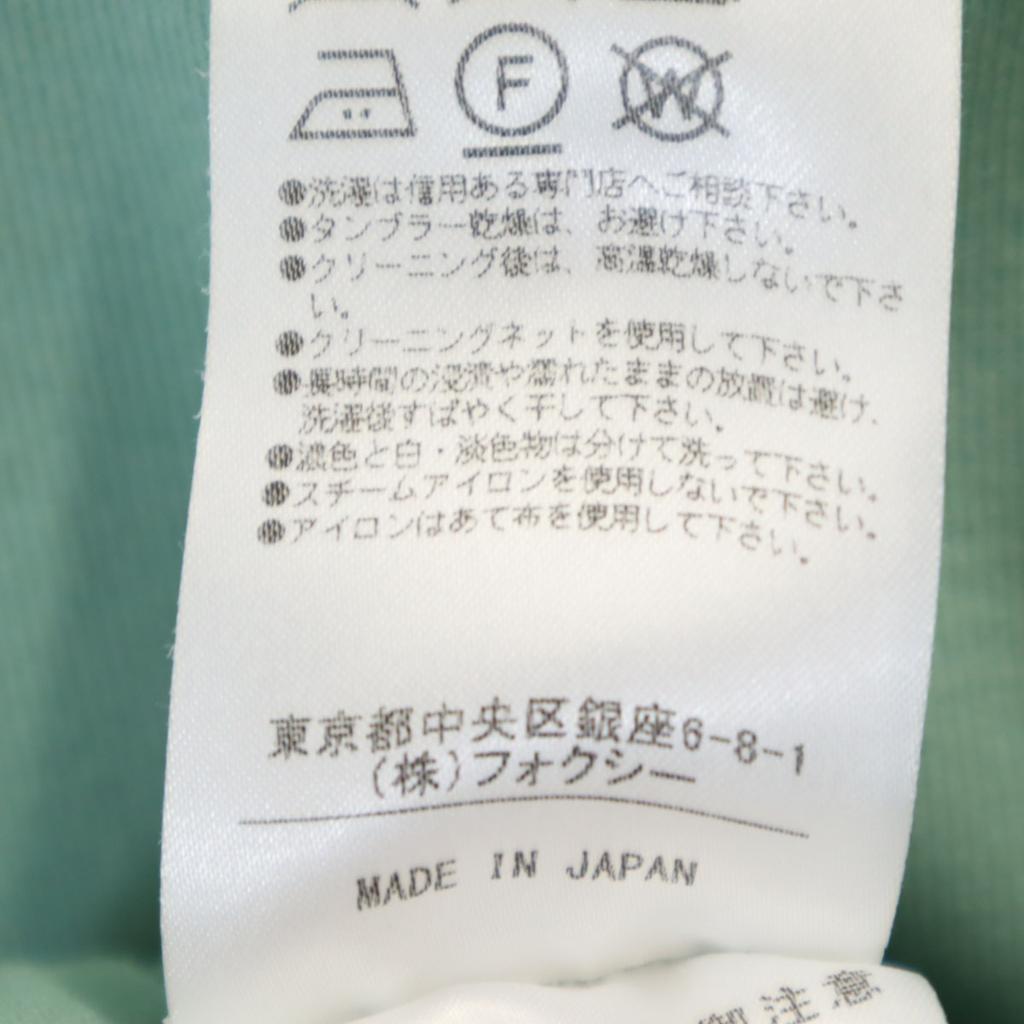 F
W
●洗濯は信用ある専門店へご相談下さい。
●タンブラー乾燥は、お避け下さい。
●クリーニング後は、高温乾燥しないで下さ
い。
●クリーニングネットを使用して下さい。
●長時間の浸漬や濡れたままの放置は避け、
洗濯後すばやく干して下さい。
●濃色と白・淡色物は分けて洗って下さい。
●スチームアイロンを使用しないで下さい。
●アイロンはあて布を使用して下さい。
東京都中央区銀座6-8-1
(株)フォクシー
MADE IN JAPAN
御注意